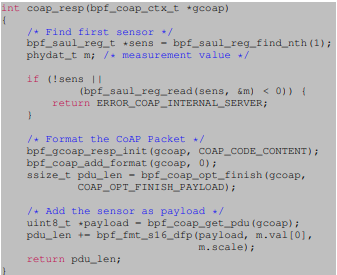 int coap_resp(bpf_coap_ctx_t *gcoap)
{
/* Find first sensor */
bpf_saul_reg_t *sens = bpf_saul_reg_find_nth(1);
phydat_t m; /* measurement value */
if (!sens ||
(bpf_saul_reg_read(sens, &m) < 0)) {
return ERROR_COAP_INTERNAL_SERVER;
}
/* Format the CoAP Packet */
bpf_gcoap_resp_init(gcoap, COAP_CODE_CONTENT);
bpf_coap_add_format(gcoap, 0);
ssize_t pdu_len = bpf_coap_opt_finish(gcoap,
COAP_OPT_FINISH_PAYLOAD);
/* Add the sensor as payload */
uint8_t *payload = bpf_coap_get_pdu(gcoap);
pdu_len += bpf_fmt_s16_dfp(payload, m.val[0],
m.scale);
return pdu_len;
}